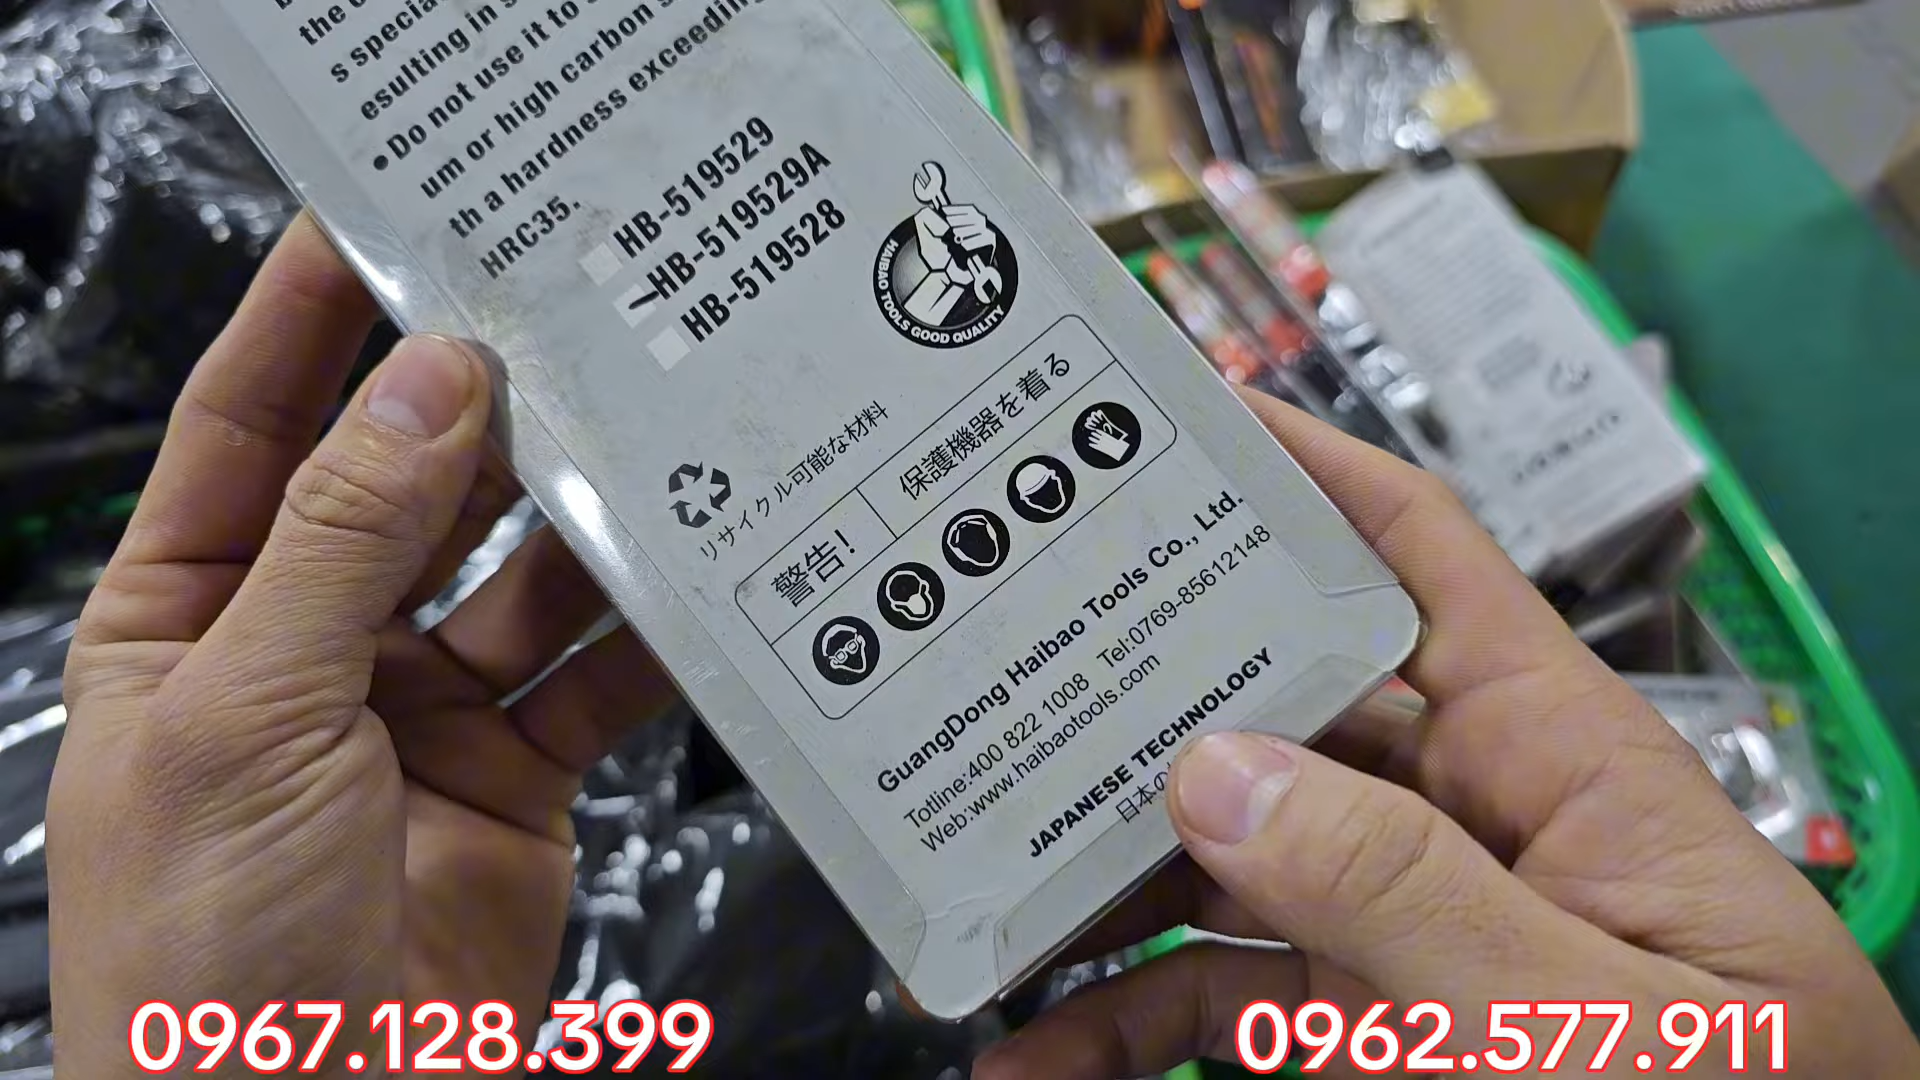 the c
s special
esulting in s
• Do not use it to s
um or high carbon s
th a hardness exceeding
HRC35.
HB-519529
HB-519529A
HB-519528
HAIBAO TOOLS GOOD QUALITY
リサイクル可能な材料
警告!
保護機器を着る
GuangDong Haibao Tools Co., Ltd.
Totline:400 822 1008 Tel:0769-85612148
Web:www.haibaotools.com
JAPANESE TECHNOLOGY
日本の
0967.128.399
0962.577.911